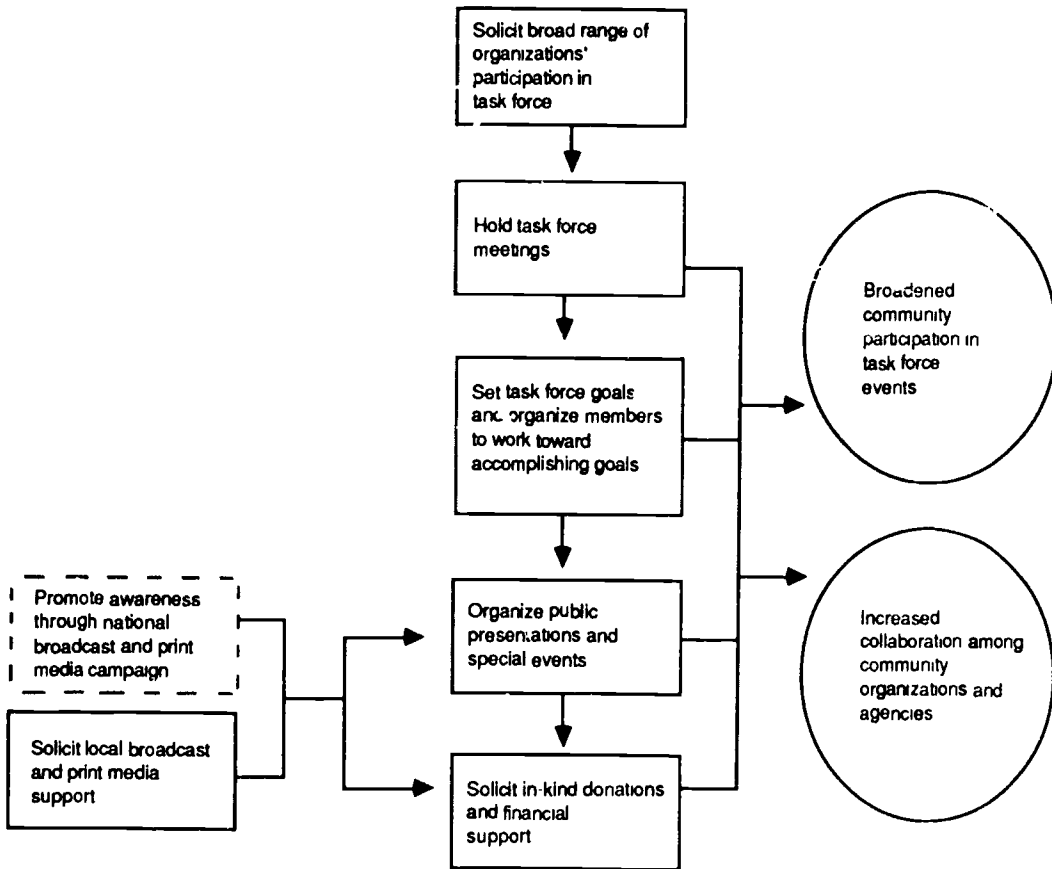 Solicit broad range of
organizations'
participation in
task force
Hold task force
meetings
Broadened
community
participation in
task force
events
Set task force goals
and organize members
to work toward
accomplishing goals
Promote awareness
through national
broadcast and print
media campaign
Organize public
presentations and
special events
Increased
collaboration among
community
organizations and
agencies
Solicit local broadcast
and print media
support
Solicit in-kind donations
and financial
support